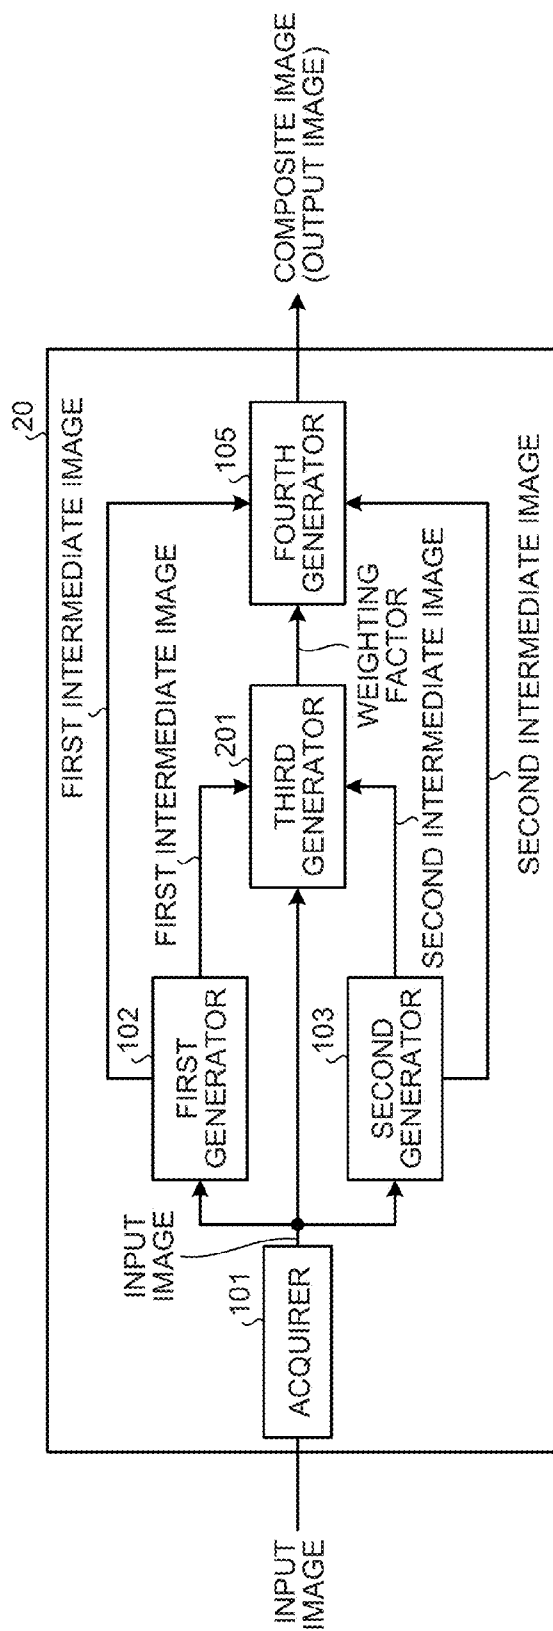 INPUT
IMAGE
20
ACQUIRER
101
INPUT
IMAGE
FIRST
GENERATOR
102
SECOND
GENERATOR
103
FIRST INTERMEDIATE IMAGE
FIRST INTERMEDIATE IMAGE
THIRD
GENERATOR
201
SECOND INTERMEDIATE IMAGE
SECOND INTERMEDIATE IMAGE
WEIGHTING
FACTOR
FOURTH
GENERATOR
105
COMPOSITE IMAGE
(OUTPUT IMAGE)